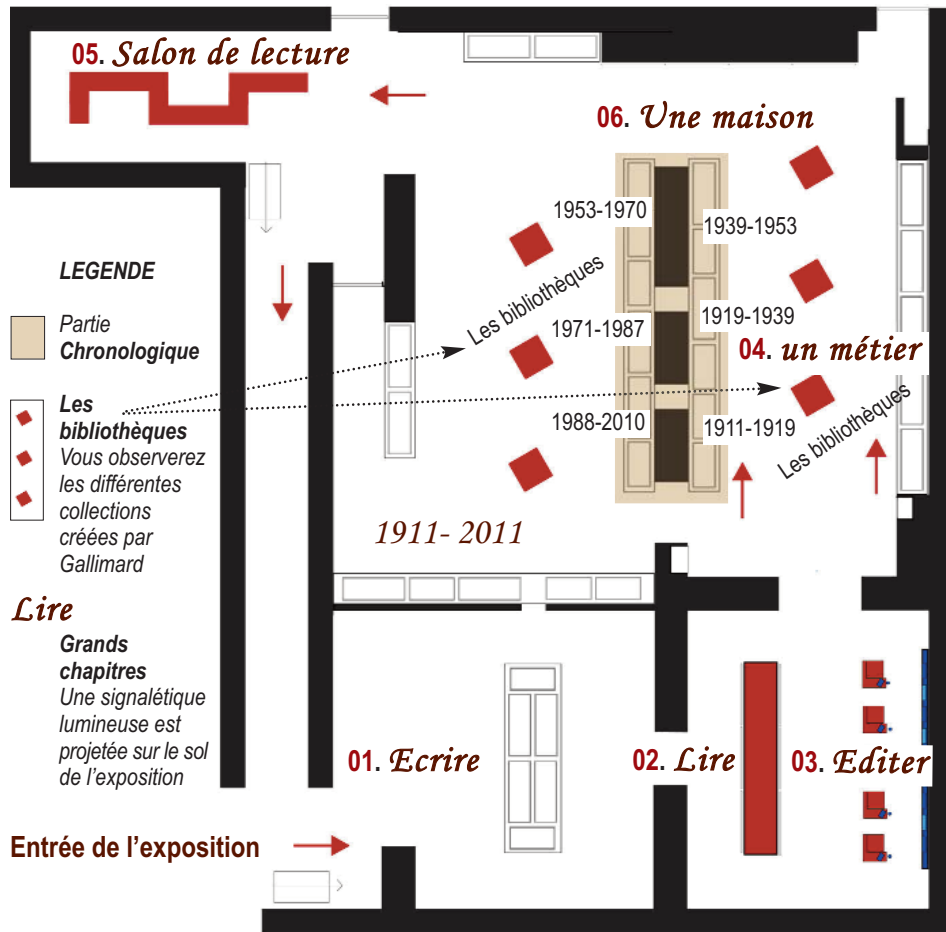 05. Salon de lecture
06. Une maison
1953-1970
1939-1953
Les bibliothèques
1971-1987
1919-1939
04. un métier
1988-2010
1911-1919
Les bibliothèques
1911- 2011
LEGENDE
Partie
Chronologique
Les
bibliothèques
Vous observerez
les différentes
collections
créées par
Gallimard
Lire
Grands
chapitres
Une signalétique
lumineuse est
projetée sur le sol
de l’exposition
01. Ecrire
02. Lire
03. Editer
Entrée de l’exposition